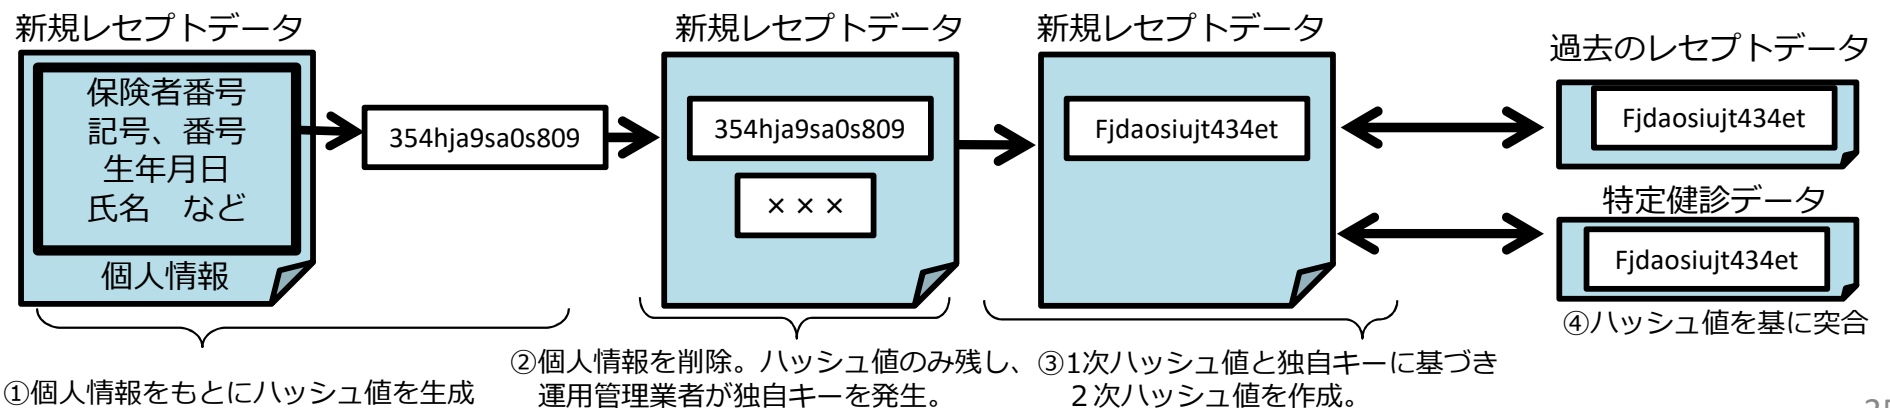 新規レセプトデータ
保険者番号
記号、番号
生年月日
氏名　など
個人情報
354hja9sa0s809
新規レセプトデータ
354hja9sa0s809
×××
新規レセプトデータ
Fjdaosiujt434et
過去のレセプトデータ
Fjdaosiujt434et
特定健診データ
Fjdaosiujt434et
④ハッシュ値を基に突合
①個人情報をもとにハッシュ値を生成
②個人情報を削除。ハッシュ値のみ残し、
運用管理業者が独自キーを発生。
③1次ハッシュ値と独自キーに基づき
２次ハッシュ値を作成。